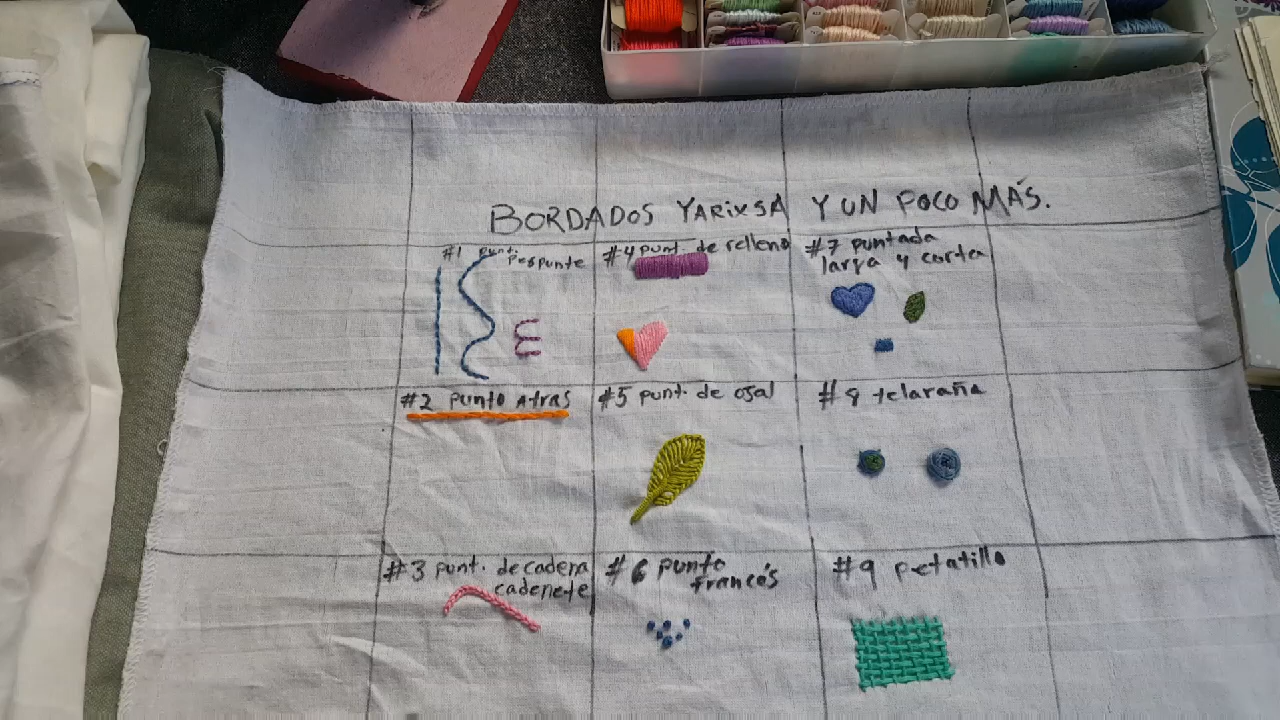 BORDADOS YARIXSA Y UN POCO MÁS.
#1 punt. Pespunte
#4 punt. de relleno
#7 puntada
larga y corta
#2 punto Atras
#5 punt. de ojal
#8 telaraña
#3 punt. de cadena
cadenete
#6 punto
francés
#9 petatillo